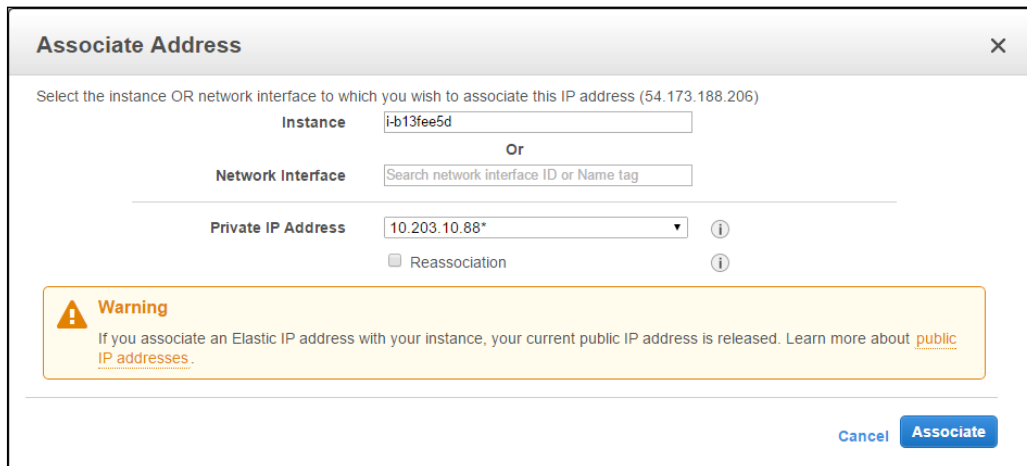 Associate Address
Select the instance OR network interface to which you wish to associate this IP address (54.173.188.206)
Instance i-b13fee5d
Or
Network Interface Search network interface ID or Name tag
Private IP Address 10.203.10.88*
Reassociation
Warning
If you associate an Elastic IP address with your instance, your current public IP address is released. Learn more about public
IP addresses.
Cancel Associate